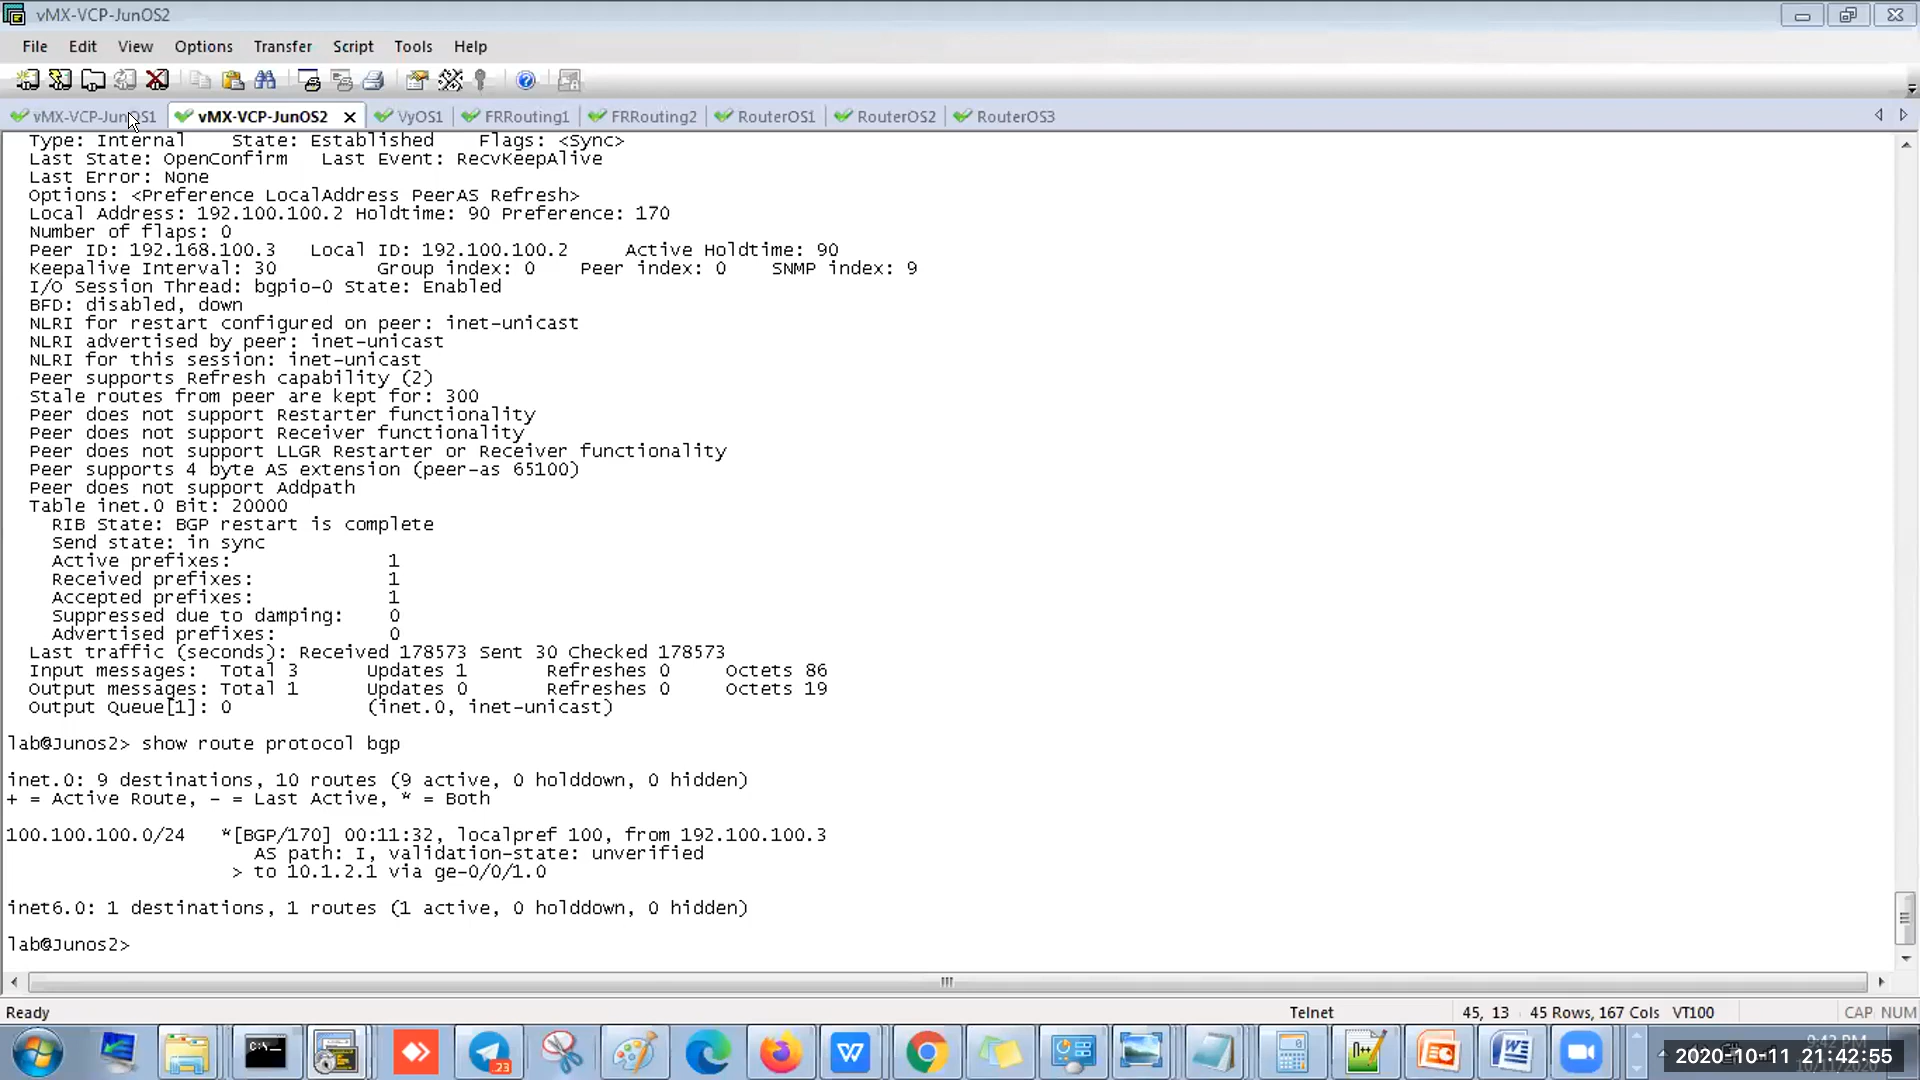 vMX-VCP-JunOS2
File Edit View Options Transfer Script Tools Help
vMX-VCP-JunOS1 vMX-VCP-JunOS2 VyOS1 FRRouting1 FRRouting2 RouterOS1 RouterOS2 RouterOS3
Type: Internal State: Established Flags: <Sync>
Last State: OpenConfirm Last Event: RecvKeepAlive
Last Error: None
Options: <Preference LocalAddress PeerAS Refresh>
Local Address: 192.100.100.2 Holdtime: 90 Preference: 170
Number of flaps: 0
Peer ID: 192.168.100.3 Local ID: 192.100.100.2 Active Holdtime: 90
Keepalive Interval: 30 Group index: 0 Peer index: 0 SNMP index: 9
I/O Session Thread: bgpio-0 State: Enabled
BFD: disabled, down
NLRI for restart configured on peer: inet-unicast
NLRI advertised by peer: inet-unicast
NLRI for this session: inet-unicast
Peer supports Refresh capability (2)
Stale routes from peer are kept for: 300
Peer does not support Restarter functionality
Peer does not support Receiver functionality
Peer does not support LLGR Restarter or Receiver functionality
Peer supports 4 byte AS extension (peer-as 65100)
Peer does not support Addpath
Table inet.0 Bit: 20000
RIB State: BGP restart is complete
Send state: in sync
Active prefixes: 1
Received prefixes: 1
Accepted prefixes: 1
Suppressed due to damping: 0
Advertised prefixes: 0
Last traffic (seconds): Received 178573 Sent 30 Checked 178573
Input messages: Total 3 Updates 1 Refreshes 0 Octets 86
Output messages: Total 1 Updates 0 Refreshes 0 Octets 19
Output Queue[1]: 0 (inet.0, inet-unicast)
lab@Junos2> show route protocol bgp
inet.0: 9 destinations, 10 routes (9 active, 0 holddown, 0 hidden)
+ = Active Route, - = Last Active, * = Both
100.100.100.0/24 *[BGP/170] 00:11:32, localpref 100, from 192.100.100.3
AS path: I, validation-state: unverified
> to 10.1.2.1 via ge-0/0/1.0
inet6.0: 1 destinations, 1 routes (1 active, 0 holddown, 0 hidden)
lab@Junos2>
Ready Telnet 45, 13 45 Rows, 167 Cols VT100 CAP NUM
9:42 PM
2020-10-11 21:42:55